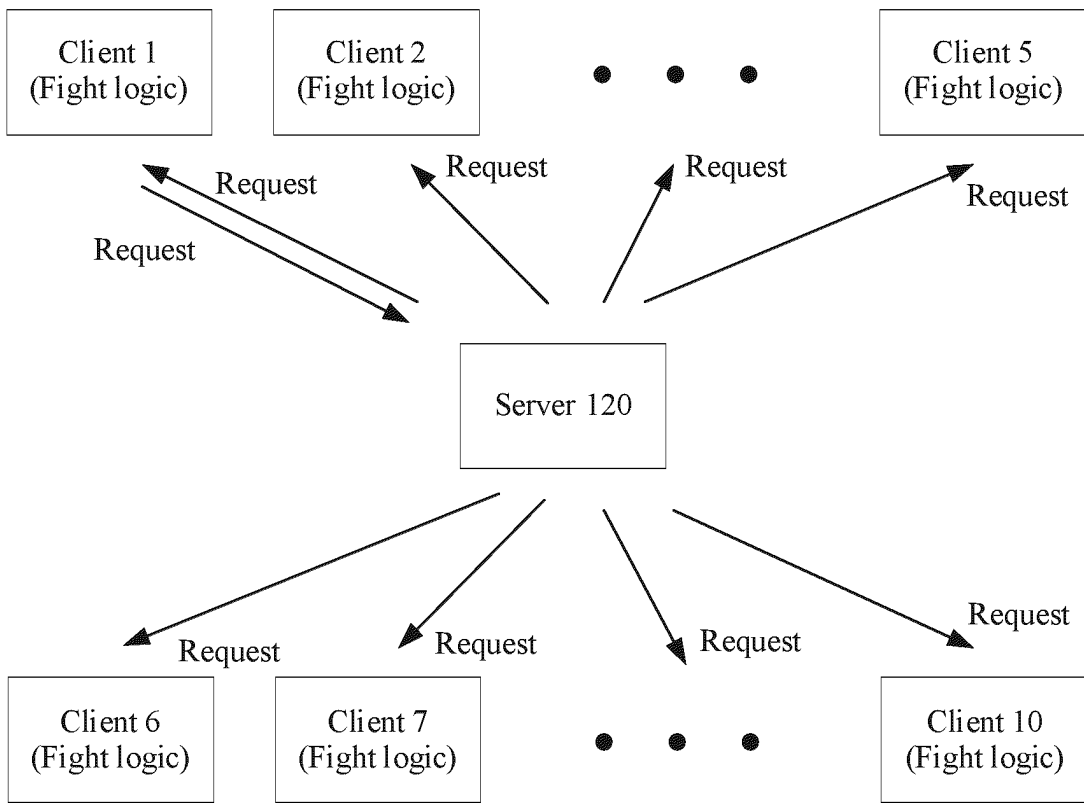 Client 1
(Fight logic)
Client 2
(Fight logic)
Client 5
(Fight logic)
Request
Request
Request
Request
Request
Server 120
Request
Request
Request
Request
Client 6
(Fight logic)
Client 7
(Fight logic)
Client 10
(Fight logic)